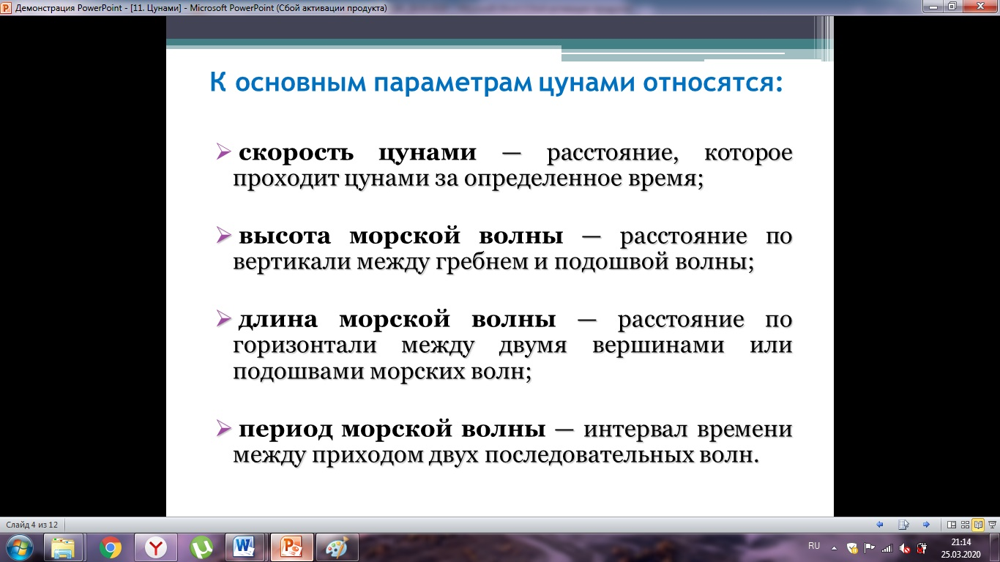 Демонстрация PowerPoint - [11. Цунами] - Microsoft PowerPoint (Сбой активации продукта)
К основным параметрам цунами относятся:
скорость цунами — расстояние, которое
проходит цунами за определенное время;
высота морской волны — расстояние по
вертикали между гребнем и подошвой волны;
длина морской волны — расстояние по
горизонтали между двумя вершинами или
подошвами морских волн;
период морской волны — интервал времени
между приходом двух последовательных волн.
Слайд 4 из 12
RU
21:14
25.03.2020